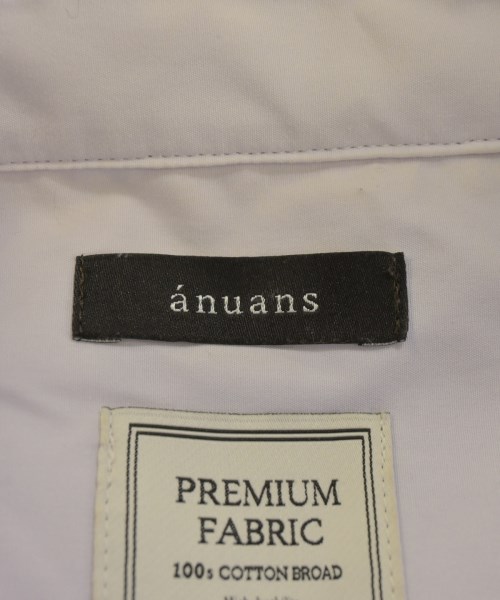 ánuans
PREMIUM
FABRIC
100s COTTON BROAD